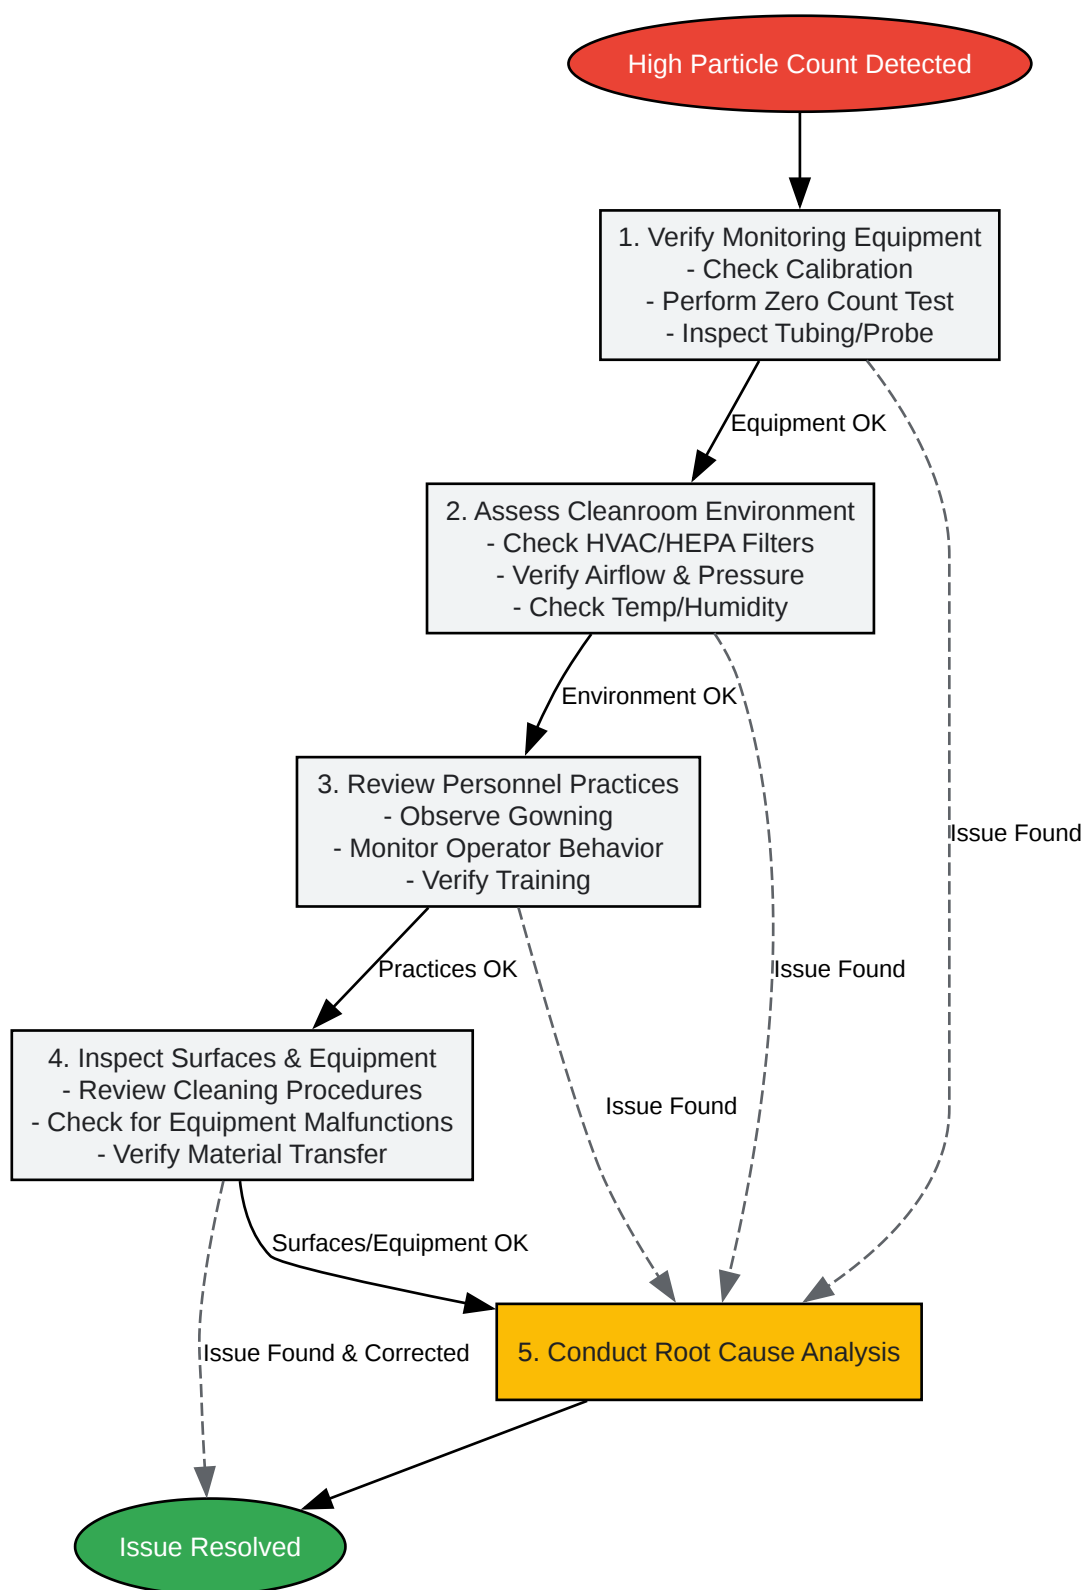 High Particle Count Detected
1. Verify Monitoring Equipment
- Check Calibration
- Perform Zero Count Test
- Inspect Tubing/Probe
Equipment OK
2. Assess Cleanroom Environment
- Check HVAC/HEPA Filters
- Verify Airflow & Pressure
- Check Temp/Humidity
Environment OK
3. Review Personnel Practices
- Observe Gowning
- Monitor Operator Behavior
- Verify Training
Issue Found
Practices OK
Issue Found
4. Inspect Surfaces & Equipment
- Review Cleaning Procedures
- Check for Equipment Malfunctions
- Verify Material Transfer
Issue Found
Surfaces/Equipment OK
Issue Found & Corrected
5. Conduct Root Cause Analysis
Issue Resolved